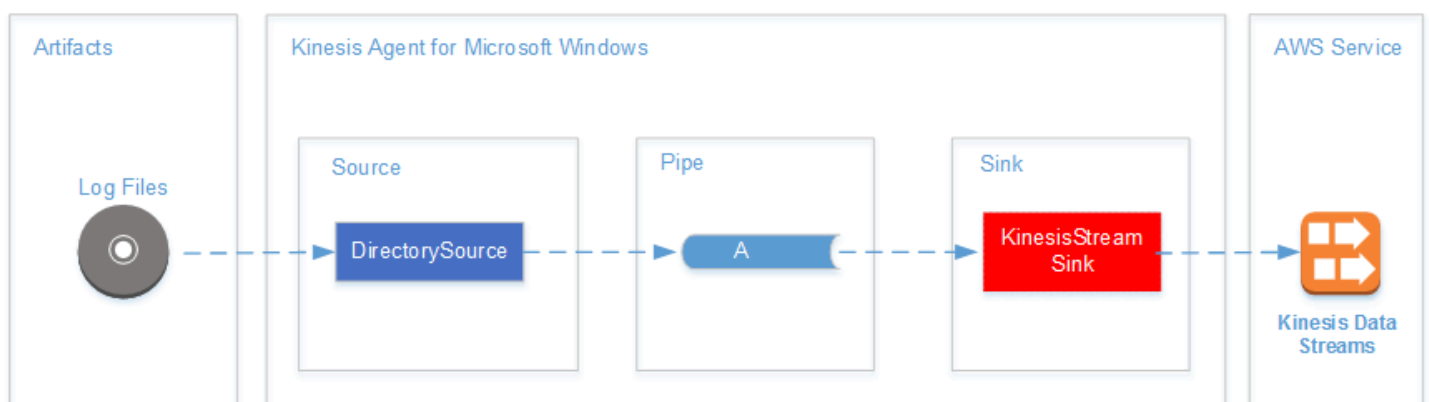 Artifacts
Kinesis Agent for Microsoft Windows
AWS Service
Source
Pipe
Sink
Log Files
DirectorySource
A
KinesisStream
Sink
Kinesis Data
Streams